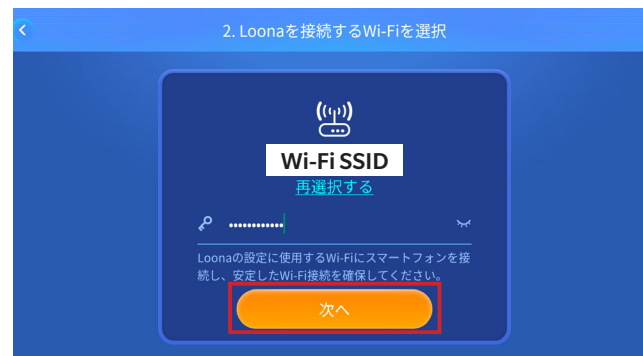 2. Loonaを接続するWi-Fiを選択
Wi-Fi SSID
再選択する
Loonaの設定に使用するWi-Fiにスマートフォンを接
続し、安定したWi-Fi接続を確保してください。
次へ